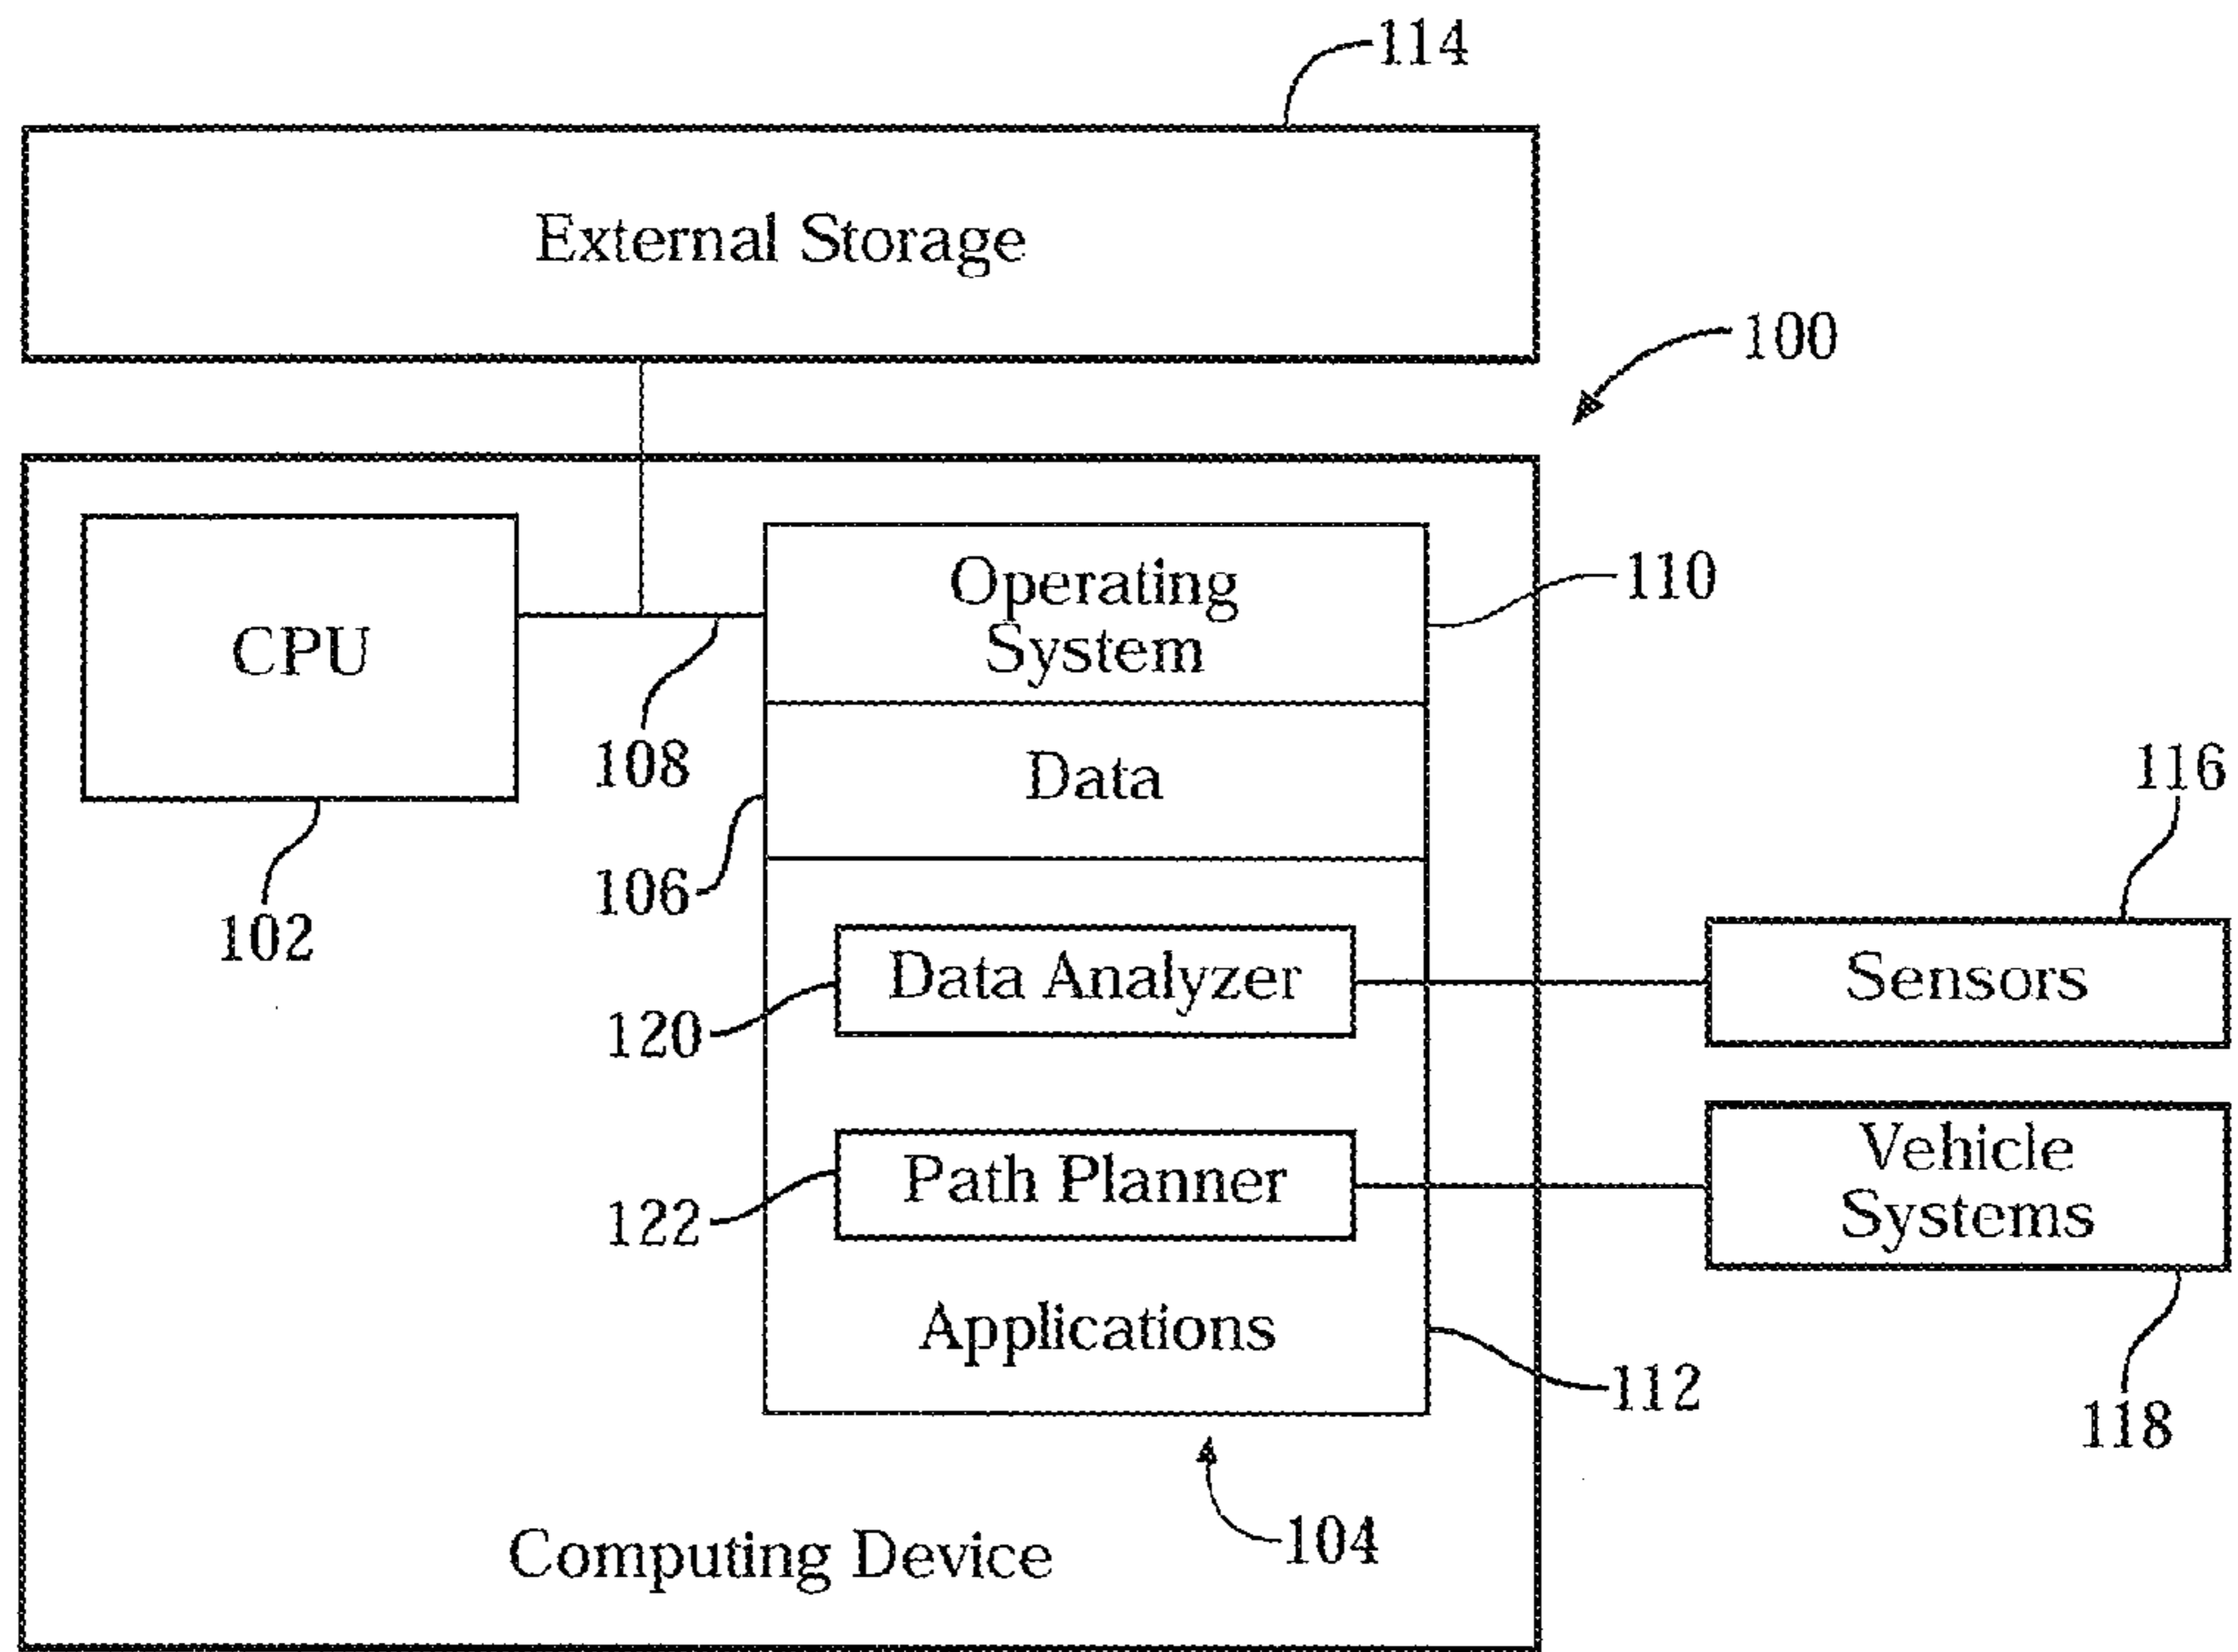 114
External Storage
100
CPU
Operating
System
110
108
Data
116
106
102
Data Analyzer
Sensors
120
Path Planner
Vehicle
Systems
122
Applications
112
118
104
Computing Device